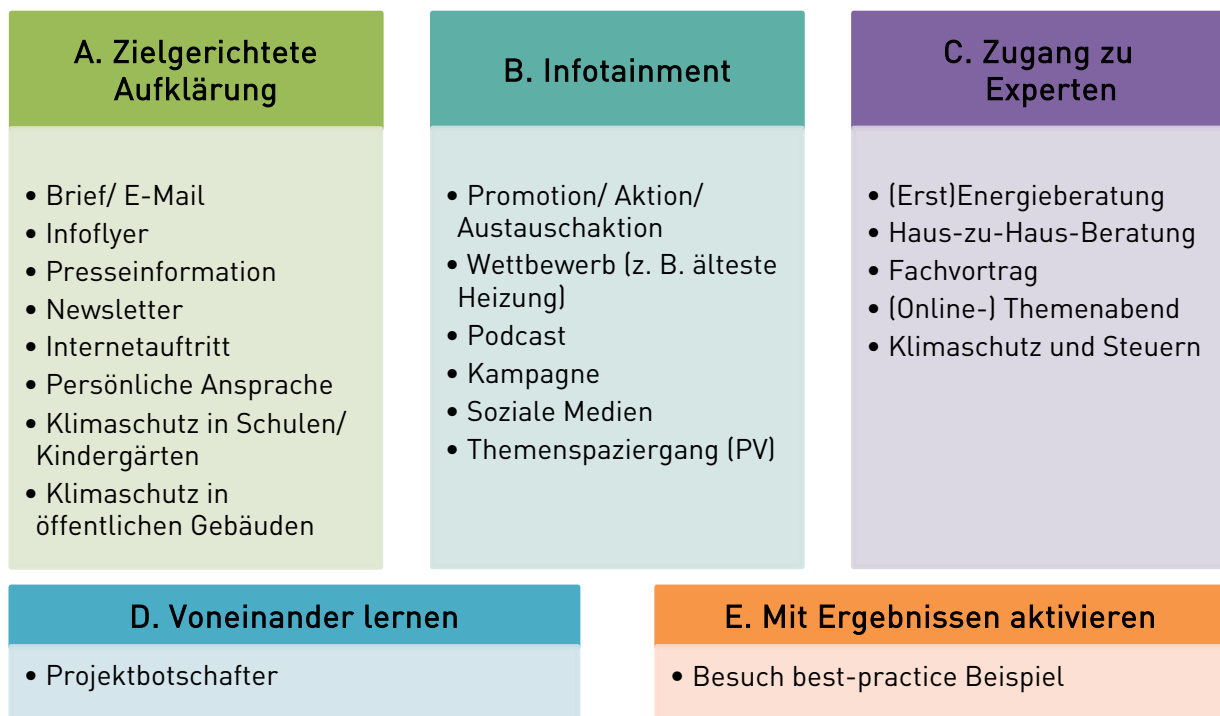 A. Zielgerichtete
Aufklärung
• Brief/ E-Mail
• Infoflyer
• Presseinformation
• Newsletter
• Internetauftritt
• Persönliche Ansprache
• Klimaschutz in Schulen/
Kindergärten
• Klimaschutz in
öffentlichen Gebäuden
B. Infotainment
• Promotion/ Aktion/
Austauschaktion
• Wettbewerb (z. B. älteste
Heizung)
• Podcast
• Kampagne
• Soziale Medien
• Themenspaziergang (PV)
C. Zugang zu
Experten
• (Erst)Energieberatung
• Haus-zu-Haus-Beratung
• Fachvortrag
• (Online-) Themenabend
• Klimaschutz und Steuern
D. Voneinander lernen
• Projektbotschafter
E. Mit Ergebnissen aktivieren
• Besuch best-practice Beispiel